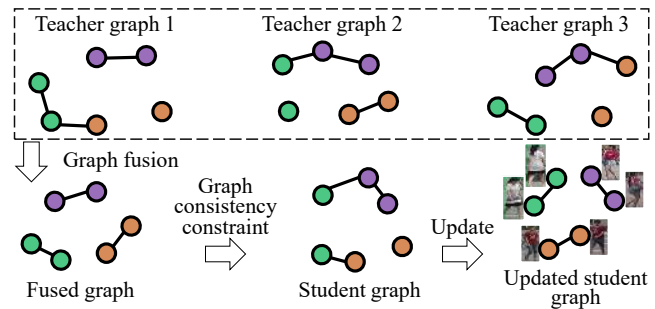 Teacher graph 1
Teacher graph 2
Teacher graph 3
Graph fusion
Graph
consistency
constraint
Update
Fused graph
Student graph
Updated student
graph